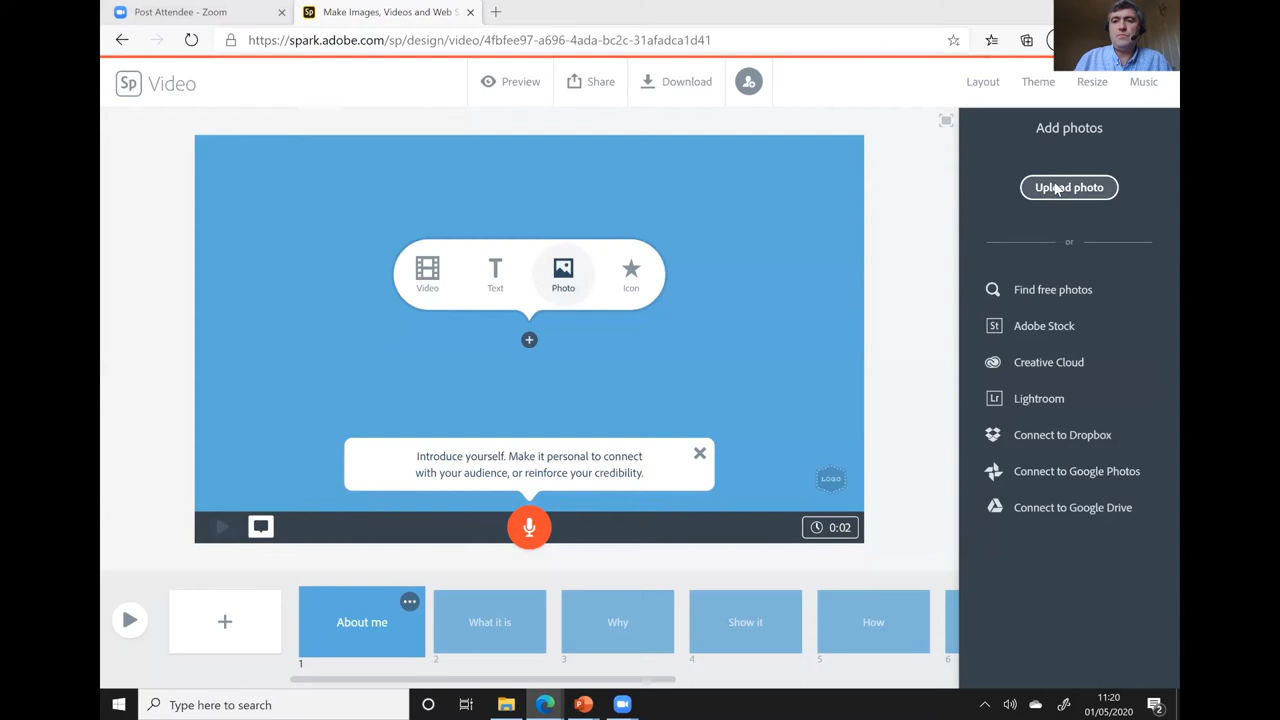 Post Attendee - Zoom
Make Images, Videos and Web S
https://spark.adobe.com/sp/design/video/4fbfee97-a696-4ada-bc2c-31afadca1d41
Sp Video
Preview
Share
Download
Layout
Theme
Resize
Music
Add photos
Upload photo
or
Find free photos
St Adobe Stock
Creative Cloud
Lr Lightroom
Connect to Dropbox
Connect to Google Photos
Connect to Google Drive
Video
T Text
Photo
Icon
Introduce yourself. Make it personal to connect
with your audience, or reinforce your credibility.
LOGO
0:02
About me
What it is
Why
Show it
How
1
2
3
4
5
6
Type here to search
11:20
01/05/2020
2